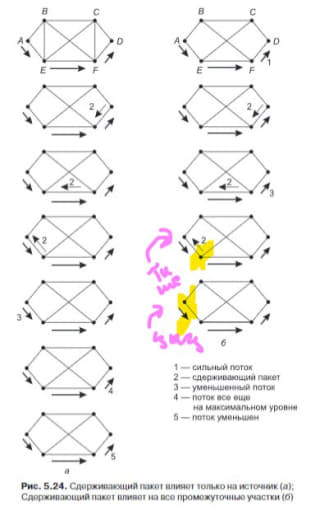 B C
A D
E F
B C
A D
E F
1
2
2
2
2
3
2
2
3
4
5
а
б
1 — сильный поток
2 — сдерживающий пакет
3 — уменьшенный поток
4 — поток все еще
на максимальном уровне
5 — поток уменьшен
Рис. 5.24. Сдерживающий пакет влияет только на источник (а);
Сдерживающий пакет влияет на все промежуточные участки (б)